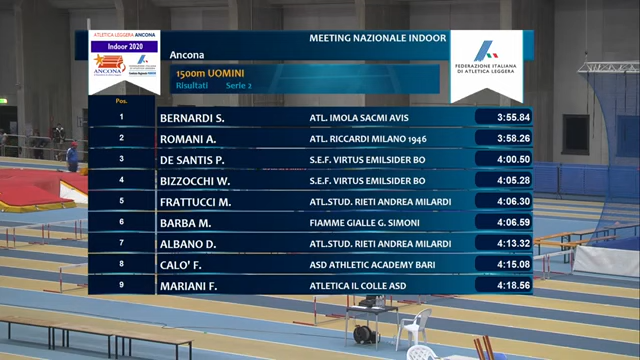 ATLETICA LEGGERA ANCONA
Indoor 2020
ANCONA
MEETING NAZIONALE INDOOR
Ancona
1500m UOMINI
Risultati Serie 2
FEDERAZIONE ITALIANA
DI ATLETICA LEGGERA
Pos.
1 BERNARDI S. ATL. IMOLA SACMI AVIS 3:55.84
2 ROMANI A. ATL. RICCARDI MILANO 1946 3:58.26
3 DE SANTIS P. S.E.F. VIRTUS EMILSIDER BO 4:00.50
4 BIZZOCCHI W. S.E.F. VIRTUS EMILSIDER BO 4:05.28
5 FRATTUCCI M. ATL.STUD. RIETI ANDREA MILARDI 4:06.30
6 BARBA M. FIAMME GIALLE G. SIMONI 4:06.59
7 ALBANO D. ATL.STUD. RIETI ANDREA MILARDI 4:13.32
8 CALO' F. ASD ATHLETIC ACADEMY BARI 4:15.08
9 MARIANI F. ATLETICA IL COLLE ASD 4:18.56